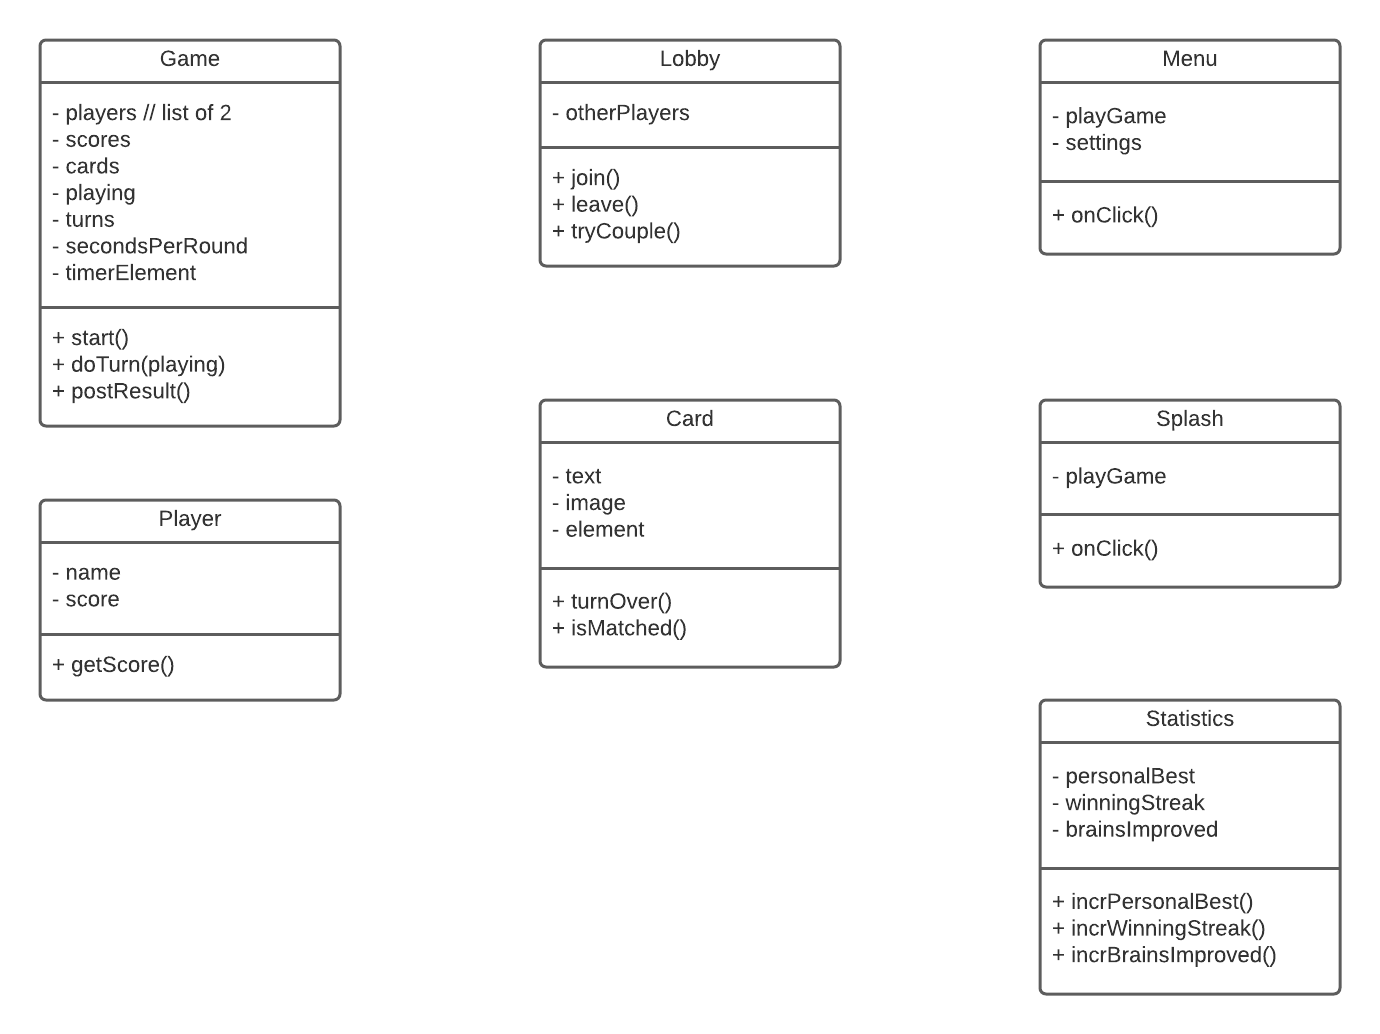 Game
- players // list of 2
- scores
- cards
- playing
- turns
- secondsPerRound
- timerElement
+ start()
+ doTurn(playing)
+ postResult()
Player
- name
- score
+ getScore()
Lobby
- otherPlayers
+ join()
+ leave()
+ tryCouple()
Card
- text
- image
- element
+ turnOver()
+ isMatched()
Menu
- playGame
- settings
+ onClick()
Splash
- playGame
+ onClick()
Statistics
- personalBest
- winningStreak
- brainsImproved
+ incrPersonalBest()
+ incrWinningStreak()
+ incrBrainsImproved()